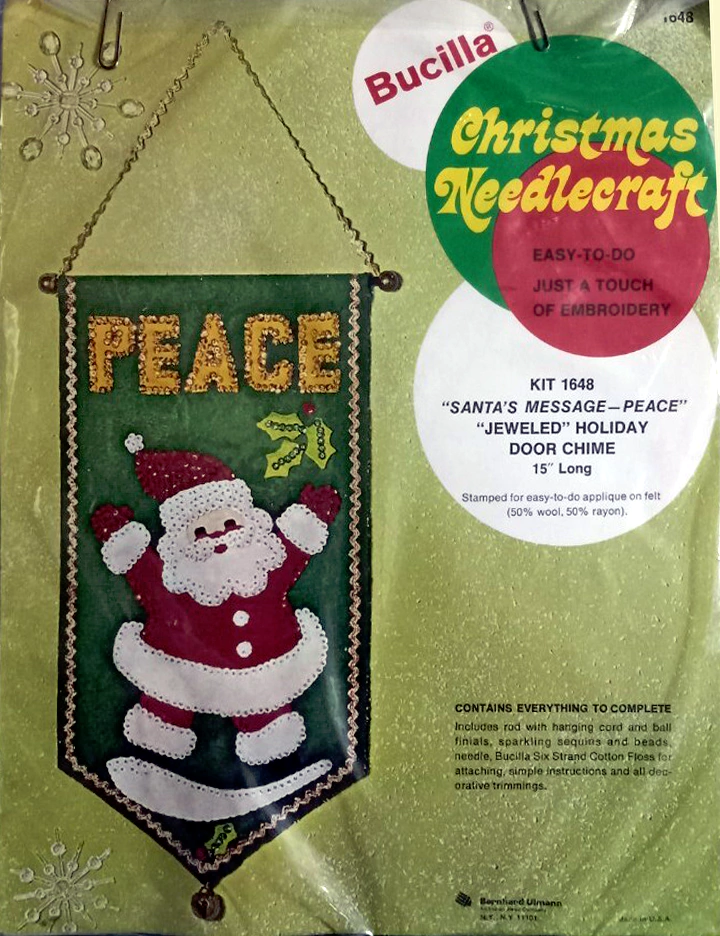 1648
Bucilla®
Christmas
Needlecraft
EASY-TO-DO
JUST A TOUCH
OF EMBROIDERY
PEACE
KIT 1648
"SANTA'S MESSAGE—PEACE"
"JEWELED" HOLIDAY
DOOR CHIME
15" Long
Stamped for easy-to-do applique on felt
(50% wool, 50% rayon).
CONTAINS EVERYTHING TO COMPLETE
Includes rod with hanging cord and ball
finials, sparkling sequins and beads,
needle, Bucilla Six Strand Cotton Floss for
attaching, simple instructions and all dec-
orative trimmings.
Bernhard Ulmann
N.Y. 11101
Made in U.S.A.